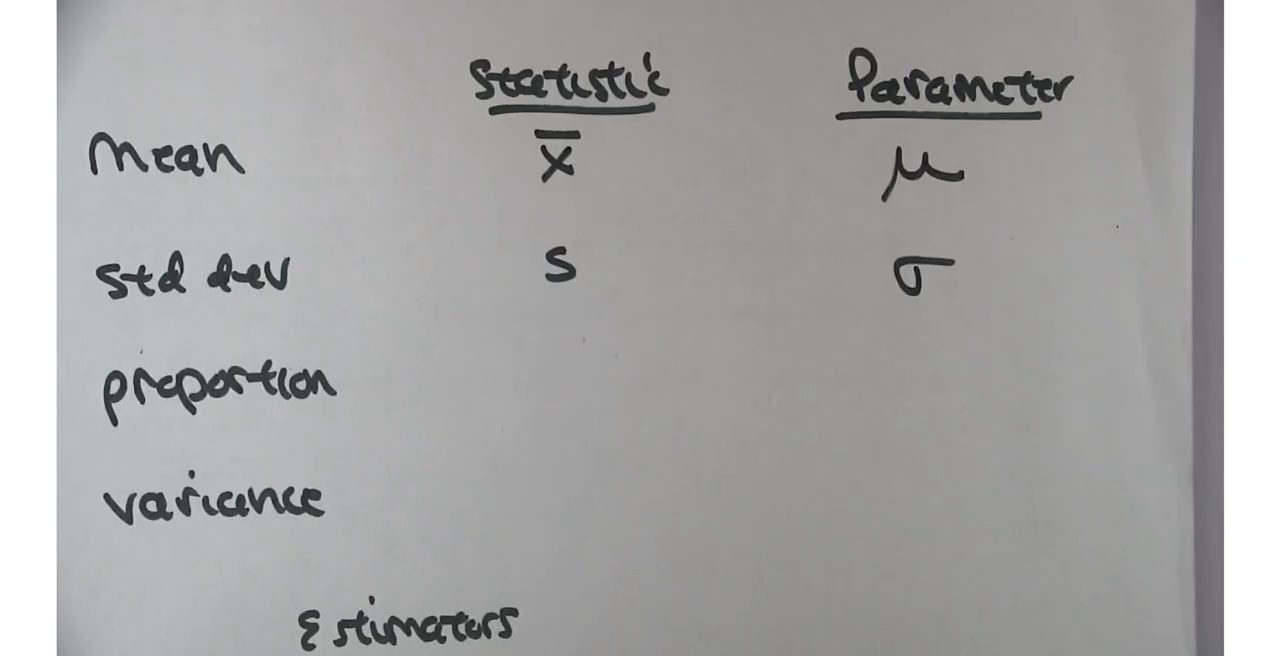 Statistic Parameter
Mean x̅ μ
std dev s σ
proportion
variance
Estimators